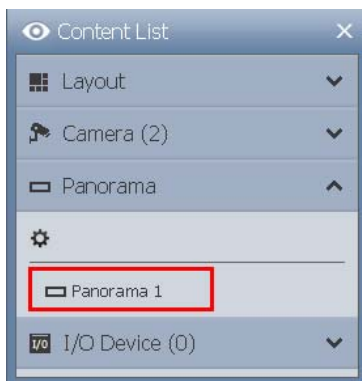 Content List
Layout
Camera (2)
Panorama
Panorama 1
I/O I/O Device (0)